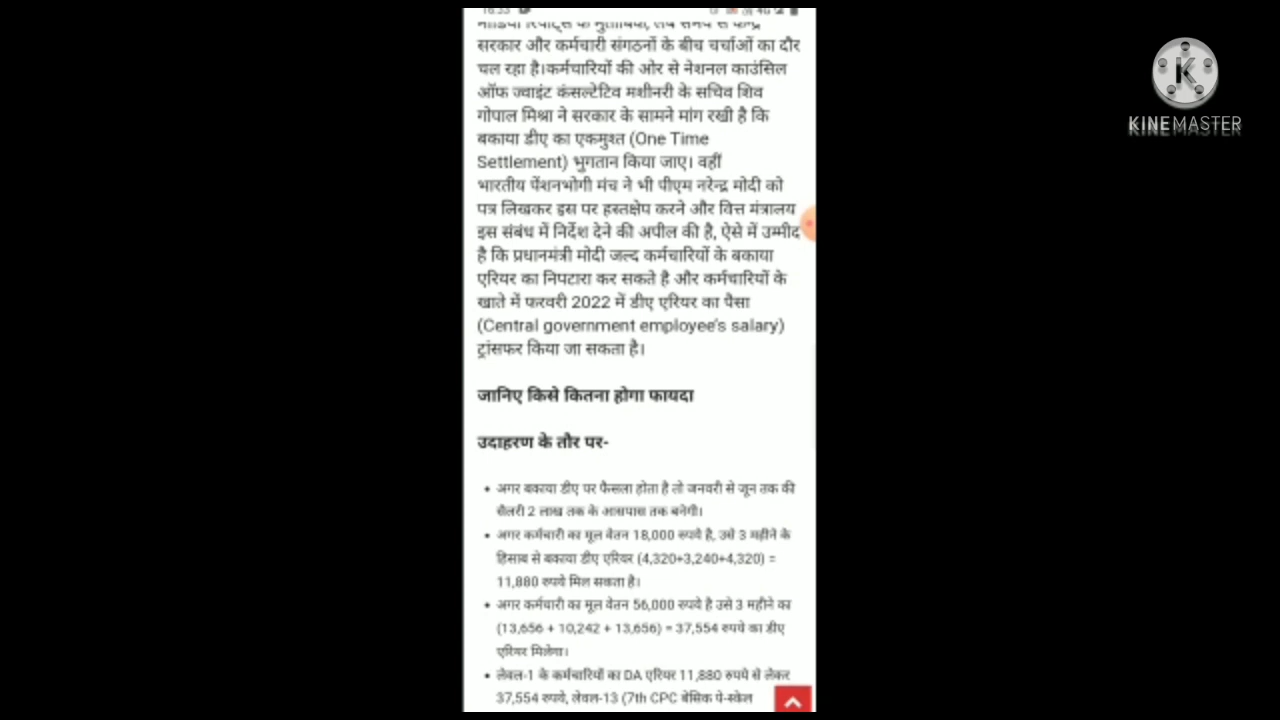 16:33
मीडिया रिपोर्ट्स के मुताबिक, लंबे समय से केन्द्र
सरकार और कर्मचारी संगठनों के बीच चर्चाओं का दौर
चल रहा है।कर्मचारियों की ओर से नेशनल काउंसिल
ऑफ ज्वाइंट कंसल्टेटिव मशीनरी के सचिव शिव
गोपाल मिश्रा ने सरकार के सामने मांग रखी है कि
बकाया डीए का एकमुश्त (One Time
Settlement) भुगतान किया जाए। वहीं
भारतीय पेंशनभोगी मंच ने भी पीएम नरेन्द्र मोदी को
पत्र लिखकर इस पर हस्तक्षेप करने और वित्त मंत्रालय
इस संबंध में निर्देश देने की अपील की है, ऐसे में उम्मीद
है कि प्रधानमंत्री मोदी जल्द कर्मचारियों के बकाया
एरियर का निपटारा कर सकते है और कर्मचारियों के
खाते में फरवरी 2022 में डीए एरियर का पैसा
(Central government employee's salary)
ट्रांसफर किया जा सकता है।
जानिए किसे कितना होगा फायदा
उदाहरण के तौर पर-
• अगर बकाया डीए पर फैसला होता है तो जनवरी से जून तक की
सैलरी 2 लाख तक के आसपास तक बनेगी।
• अगर कर्मचारी का मूल वेतन 18,000 रुपये है, उसे 3 महीने के
हिसाब से बकाया डीए एरियर (4,320+3,240+4,320) =
11,880 रुपये मिल सकता है।
• अगर कर्मचारी का मूल वेतन 56,000 रुपये है उसे 3 महीने का
(13,656 + 10,242 + 13,656) = 37,554 रुपये का डीए
एरियर मिलेगा।
• लेवल-1 के कर्मचारियों का DA एरियर 11,880 रुपये से लेकर
37,554 रुपये, लेवल-13 (7th CPC बेसिक पे-स्केल
K
KINEMASTER